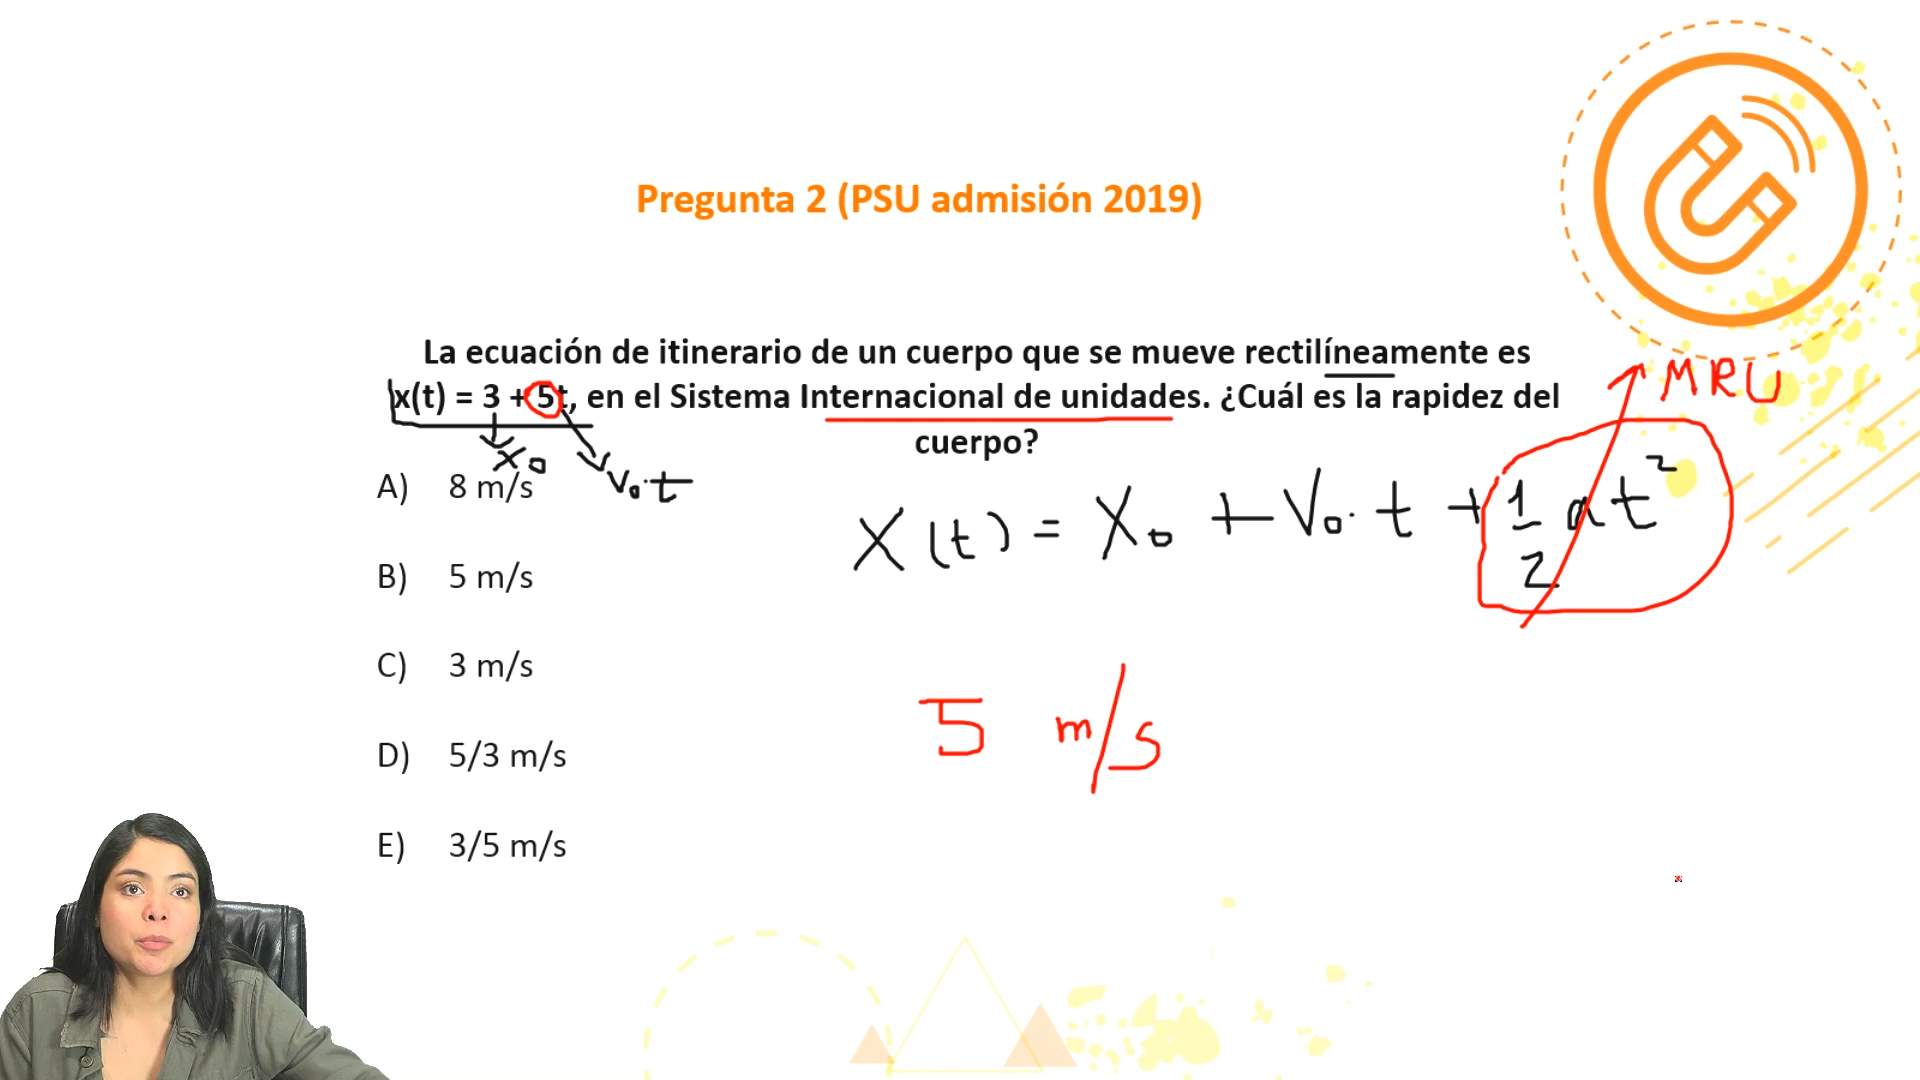 Pregunta 2 (PSU admisión 2019)
La ecuación de itinerario de un cuerpo que se mueve rectilíneamente es
x(t) = 3 + 5t, en el Sistema Internacional de unidades. ¿Cuál es la rapidez del
cuerpo?
MRU
x₀
v₀·t
A) 8 m/s
X(t) = X₀ + V₀·t + 1/2 at²
B) 5 m/s
C) 3 m/s
5 m/s
D) 5/3 m/s
E) 3/5 m/s